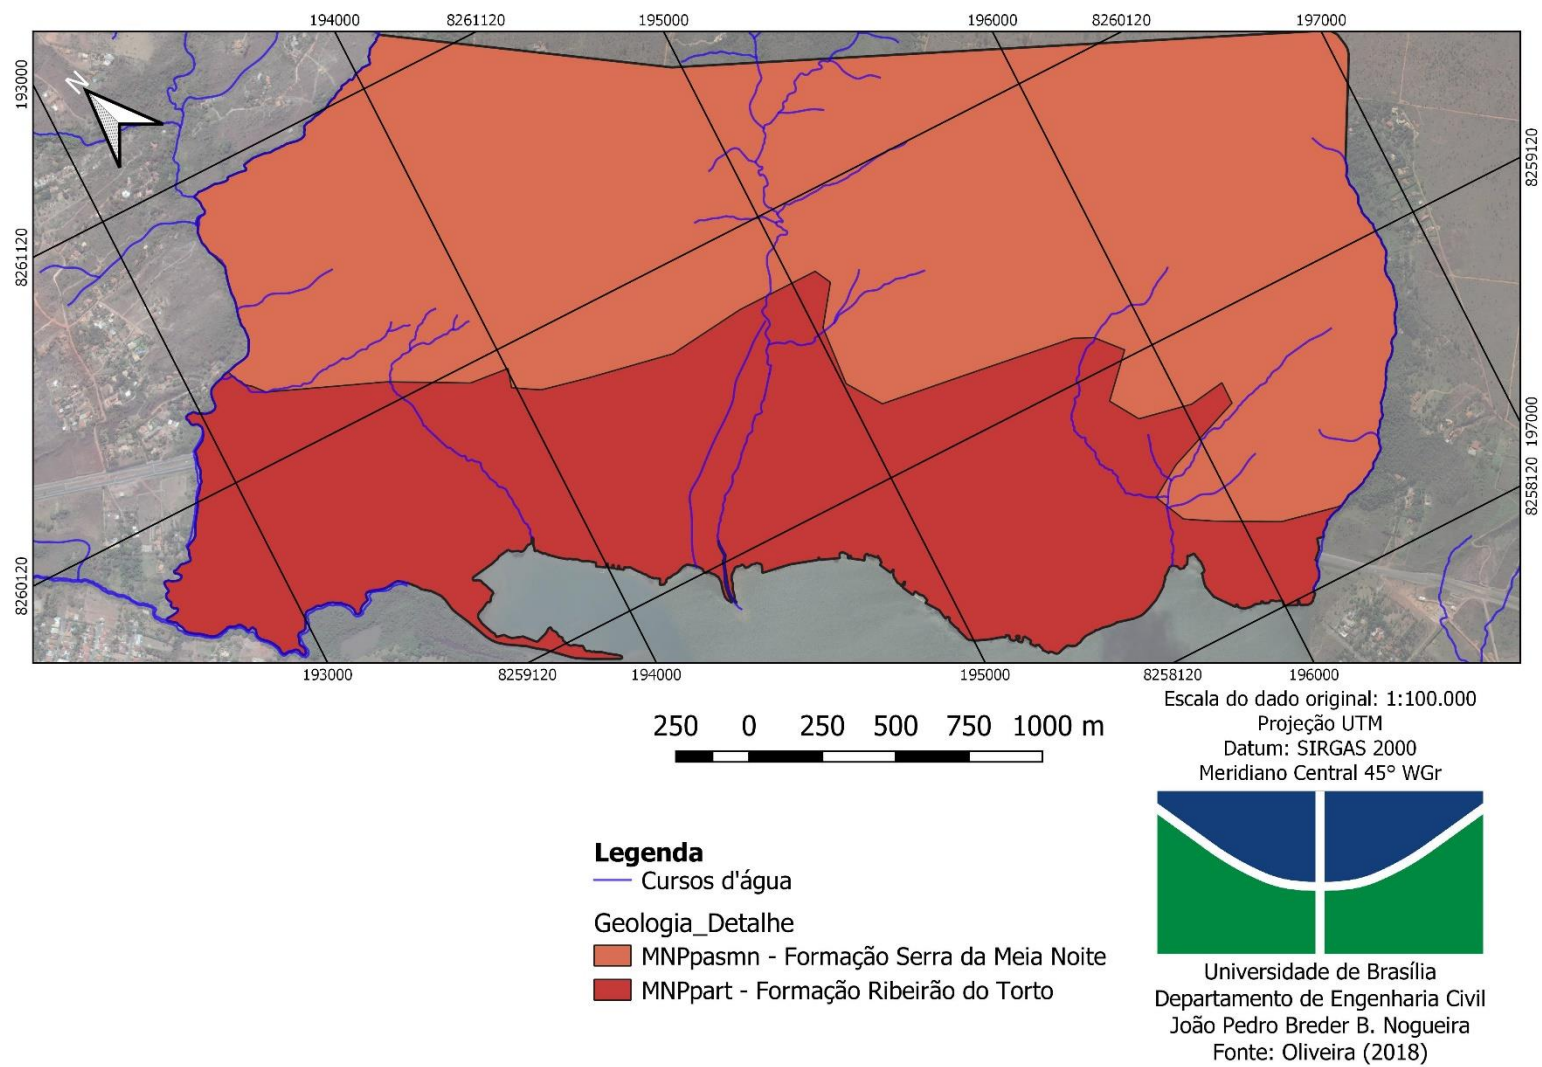 194000 8261120 195000 196000 8260120 197000
193000
N
8259120
8261120
197000
8258120
8260120
193000 8259120 194000 195000 8258120 196000
Escala do dado original: 1:100.000
Projeção UTM
Datum: SIRGAS 2000
Meridiano Central 45° WGr
250 0 250 500 750 1000 m
Legenda
Cursos d'água
Geologia_Detalhe
MNPpasmn - Formação Serra da Meia Noite
MNPpart - Formação Ribeirão do Torto
Universidade de Brasília
Departamento de Engenharia Civil
João Pedro Breder B. Nogueira
Fonte: Oliveira (2018)